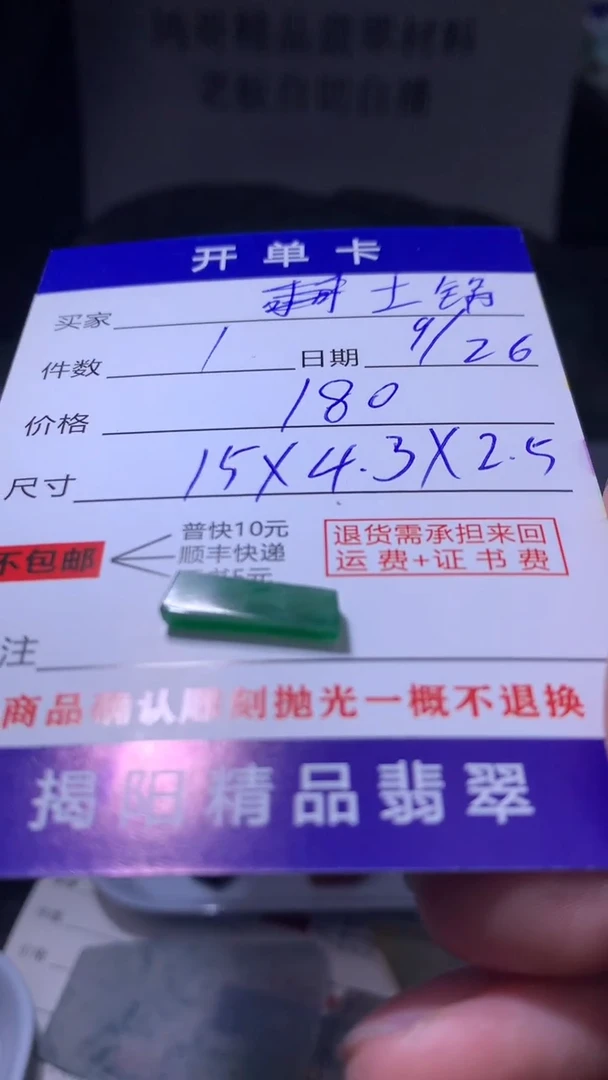 开单卡
买家 土锅
件数 1 日期 9/26
价格 180
尺寸 15X4.3X2.5
不包邮
普快10元
顺丰快递
退货需承担来回
运费+证书费
注
商品确认雕刻抛光一概不退换
揭阳精品翡翠